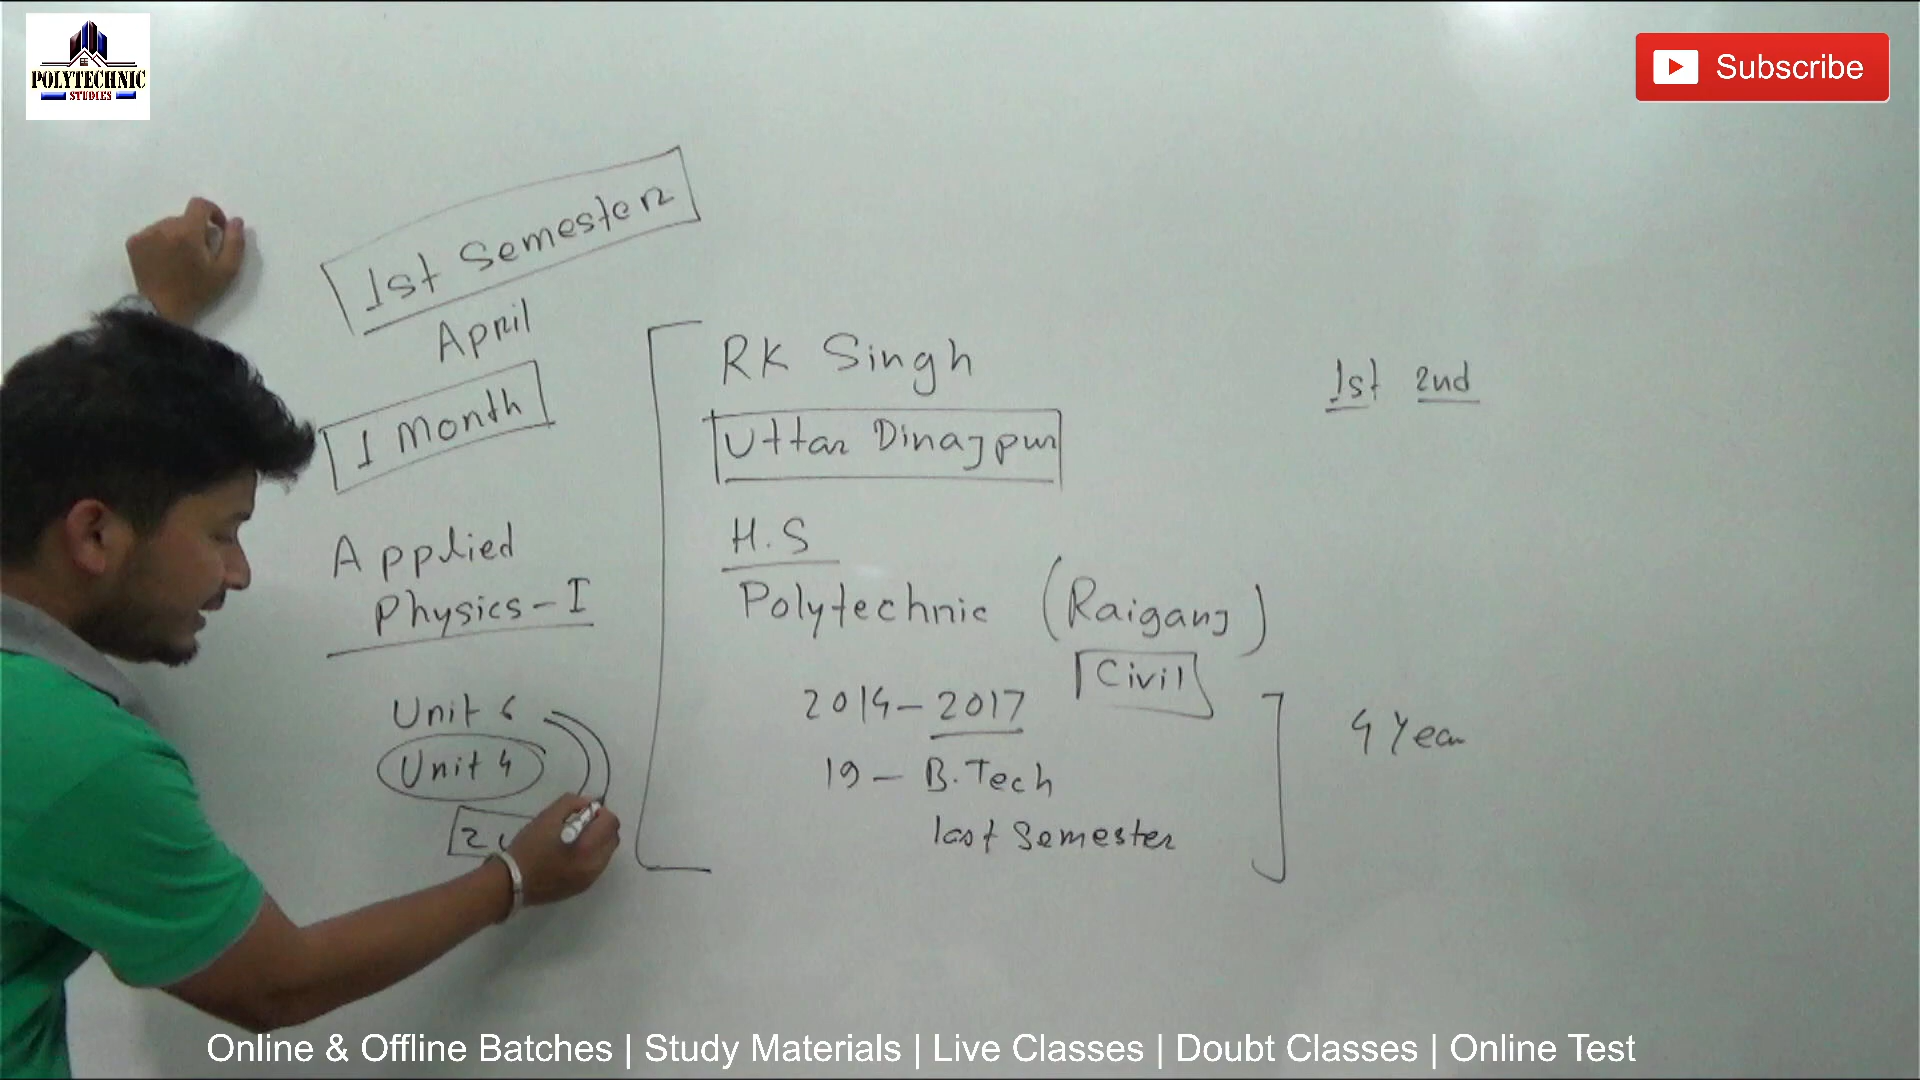 POLYTECHNIC
STUDIES
Subscribe
1st Semester
April
1 Month
Applied
Physics-I
Unit 6
Unit 4
RK Singh
Uttar Dinajpur
H.S
Polytechnic (Raiganj)
Civil
2014-2017
19-B.Tech
last Semester
1st 2nd
4 Year
Online & Offline Batches | Study Materials | Live Classes | Doubt Classes | Online Test